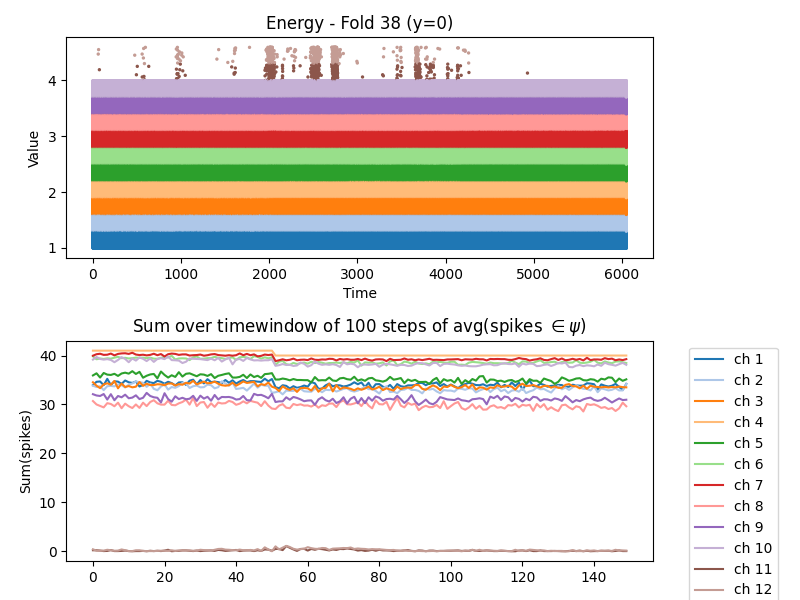 Energy - Fold 38 (y=0)
4
3
2
1
Value
0 1000 2000 3000 4000 5000 6000
Time
Sum over timewindow of 100 steps of avg(spikes ∈ ψ)
40
30
20
10
0
Sum(spikes)
0 20 40 60 80 100 120 140
ch 1
ch 2
ch 3
ch 4
ch 5
ch 6
ch 7
ch 8
ch 9
ch 10
ch 11
ch 12